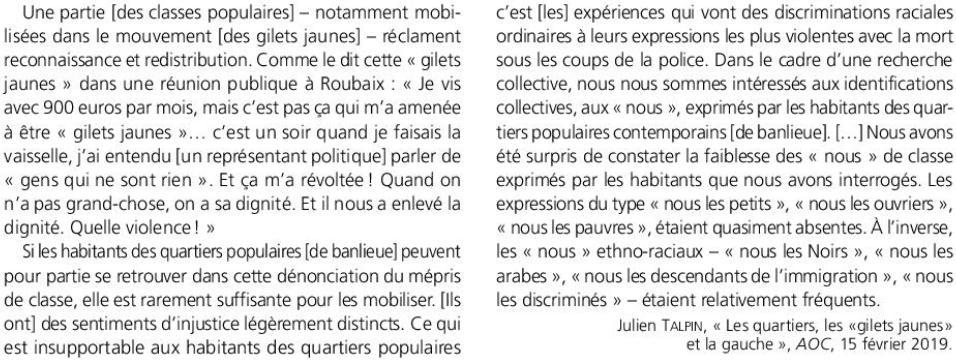 Une partie [des classes populaires] – notamment mobi-
lisées dans le mouvement [des gilets jaunes] – réclament
reconnaissance et redistribution. Comme le dit cette « gilets
jaunes » dans une réunion publique à Roubaix : « Je vis
avec 900 euros par mois, mais c'est pas ça qui m'a amenée
à être « gilets jaunes »... c'est un soir quand je faisais la
vaisselle, j'ai entendu [un représentant politique] parler de
« gens qui ne sont rien ». Et ça m'a révoltée ! Quand on
n'a pas grand-chose, on a sa dignité. Et il nous a enlevé la
dignité. Quelle violence ! »
Si les habitants des quartiers populaires [de banlieue] peuvent
pour partie se retrouver dans cette dénonciation du mépris
de classe, elle est rarement suffisante pour les mobiliser. [Ils
ont] des sentiments d'injustice légèrement distincts. Ce qui
est insupportable aux habitants des quartiers populaires
c'est [les] expériences qui vont des discriminations raciales
ordinaires à leurs expressions les plus violentes avec la mort
sous les coups de la police. Dans le cadre d'une recherche
collective, nous nous sommes intéressés aux identifications
collectives, aux « nous », exprimés par les habitants des quar-
tiers populaires contemporains [de banlieue]. [...] Nous avons
été surpris de constater la faiblesse des « nous » de classe
exprimés par les habitants que nous avons interrogés. Les
expressions du type « nous les petits », « nous les ouvriers »,
« nous les pauvres », étaient quasiment absentes. À l'inverse,
les « nous » ethno-raciaux – « nous les Noirs », « nous les
arabes », « nous les descendants de l'immigration », « nous
les discriminés » – étaient relativement fréquents.
Julien TALPIN, « Les quartiers, les «gilets jaunes»
et la gauche », AOC, 15 février 2019.